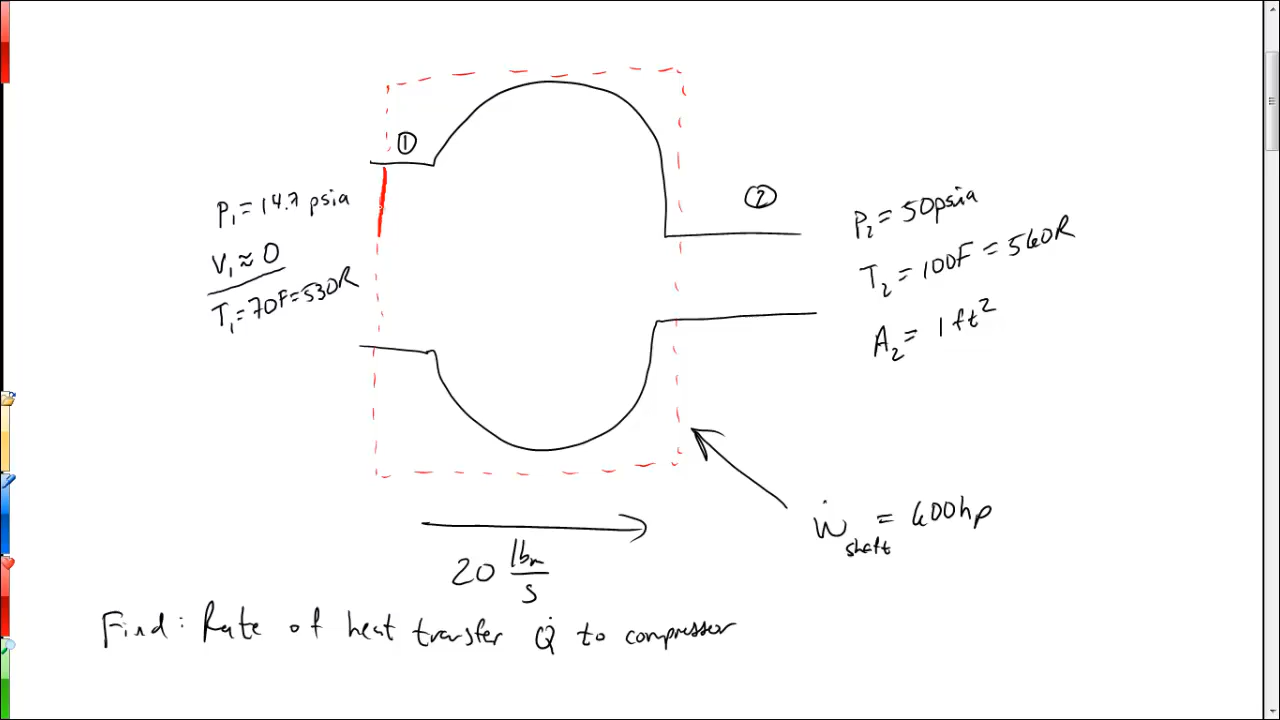 ①
P₁ = 14.7 psia
V₁ ≈ 0
T₁ = 70F = 530R
②
P₂ = 50psia
T₂ = 100F = 560R
A₂ = 1 ft²
Ẇ shaft = 600hp
20 lbm/s
Find: Rate of heat transfer Q̇ to compressor